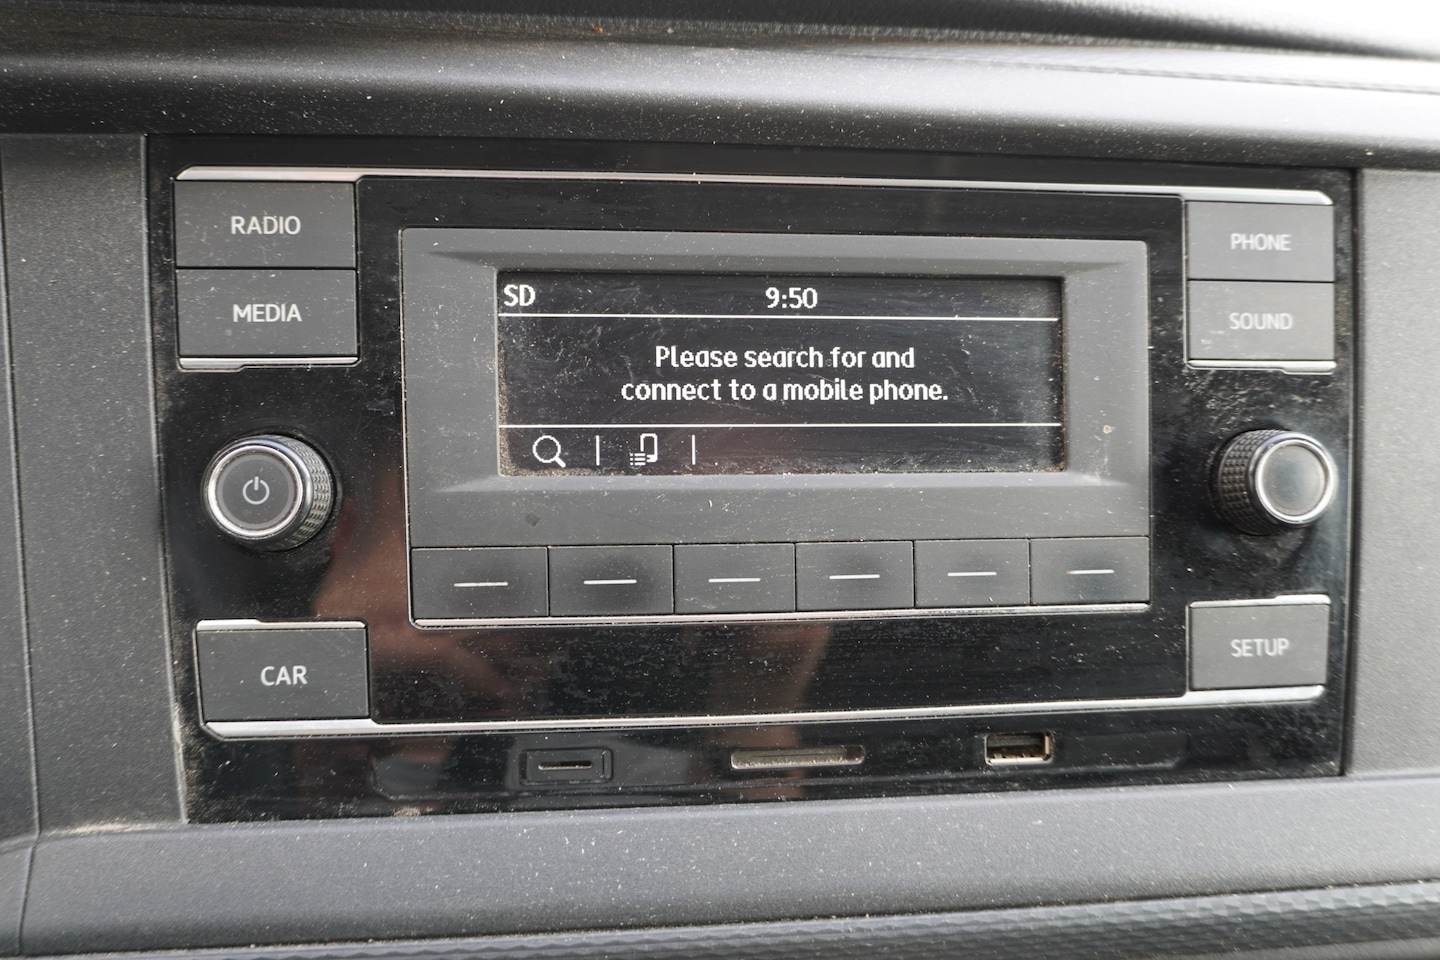 RADIO
MEDIA
SD 9:50
Please search for and
connect to a mobile phone.
PHONE
SOUND
CAR
SETUP